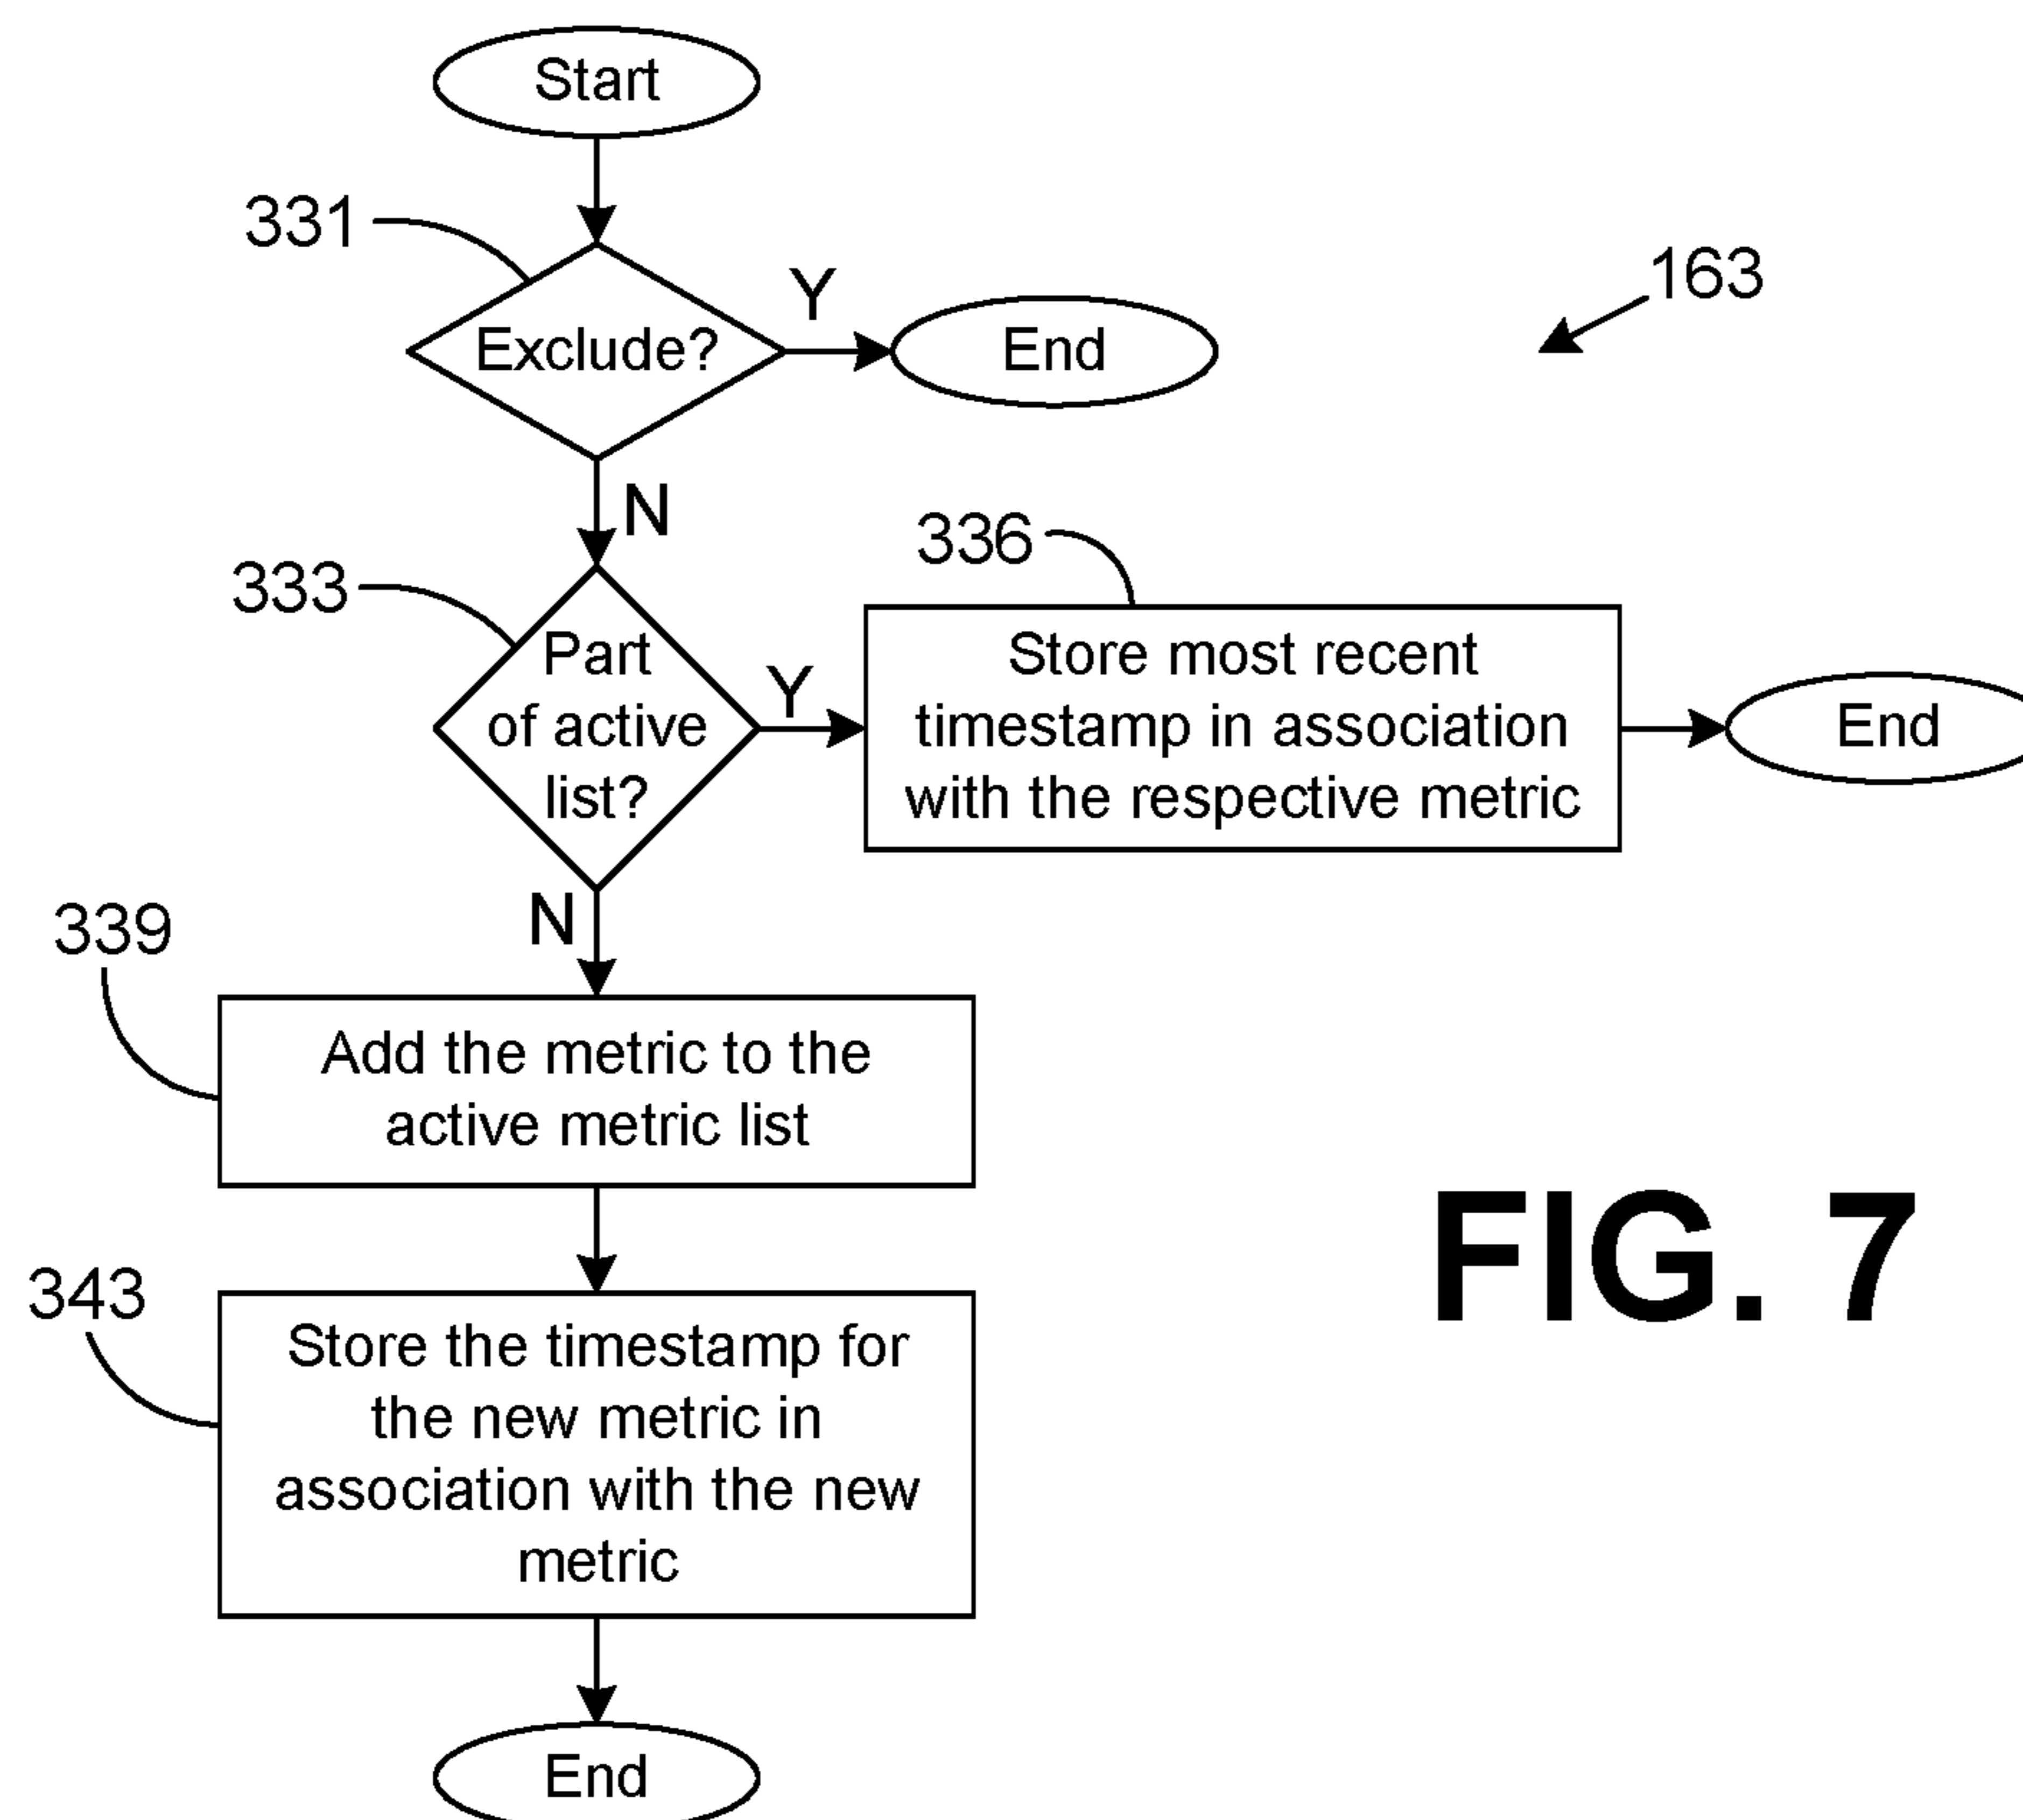 Start
331
Exclude?
Y
End
163
N
333
Part
of active
list?
Y
336
Store most recent
timestamp in association
with the respective metric
End
N
339
Add the metric to the
active metric list
343
Store the timestamp for
the new metric in
association with the new
metric
End
FIG. 7